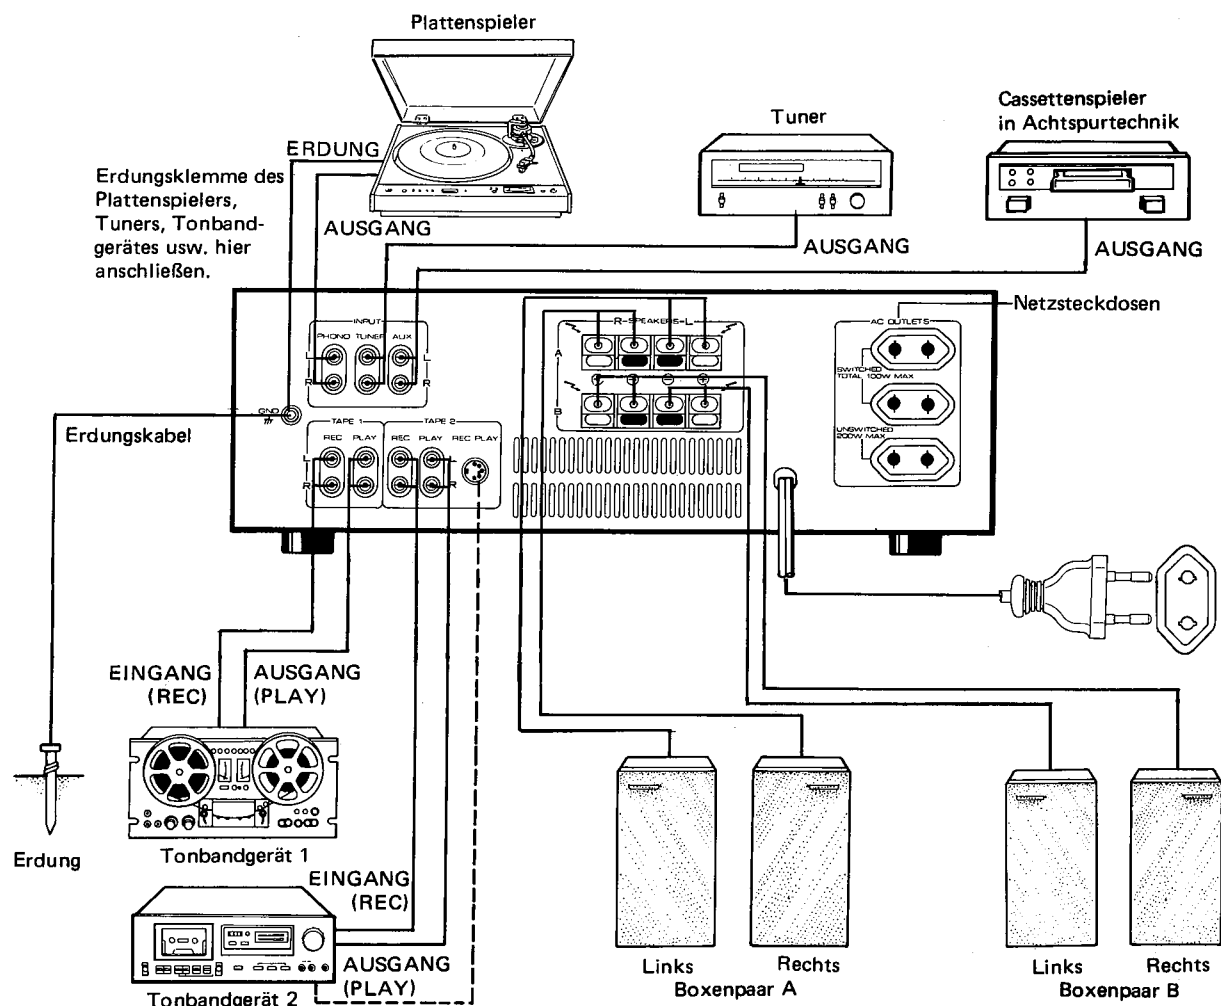 Plattenspieler
Tuner
Cassettenspieler
in Achtspurtechnik
ERDUNG
Erdungsklemme des
Plattenspielers,
Tuners, Tonband-
gerätes usw. hier
anschließen.
AUSGANG
AUSGANG
AUSGANG
Netzsteckdosen
INPUT
PHONO TUNER AUX
L L
R R
R-SPEAKERS-L
A
B
AC OUTLETS
SWITCHED
TOTAL 100W MAX
UNSWITCHED
200W MAX
GND
Erdungskabel
TAPE 1 TAPE 2
REC PLAY REC PLAY REC PLAY
L L
R R
EINGANG
(REC)
AUSGANG
(PLAY)
Erdung
Tonbandgerät 1
EINGANG
(REC)
AUSGANG
(PLAY)
Tonbandgerät 2
Links Rechts
Boxenpaar A
Links Rechts
Boxenpaar B